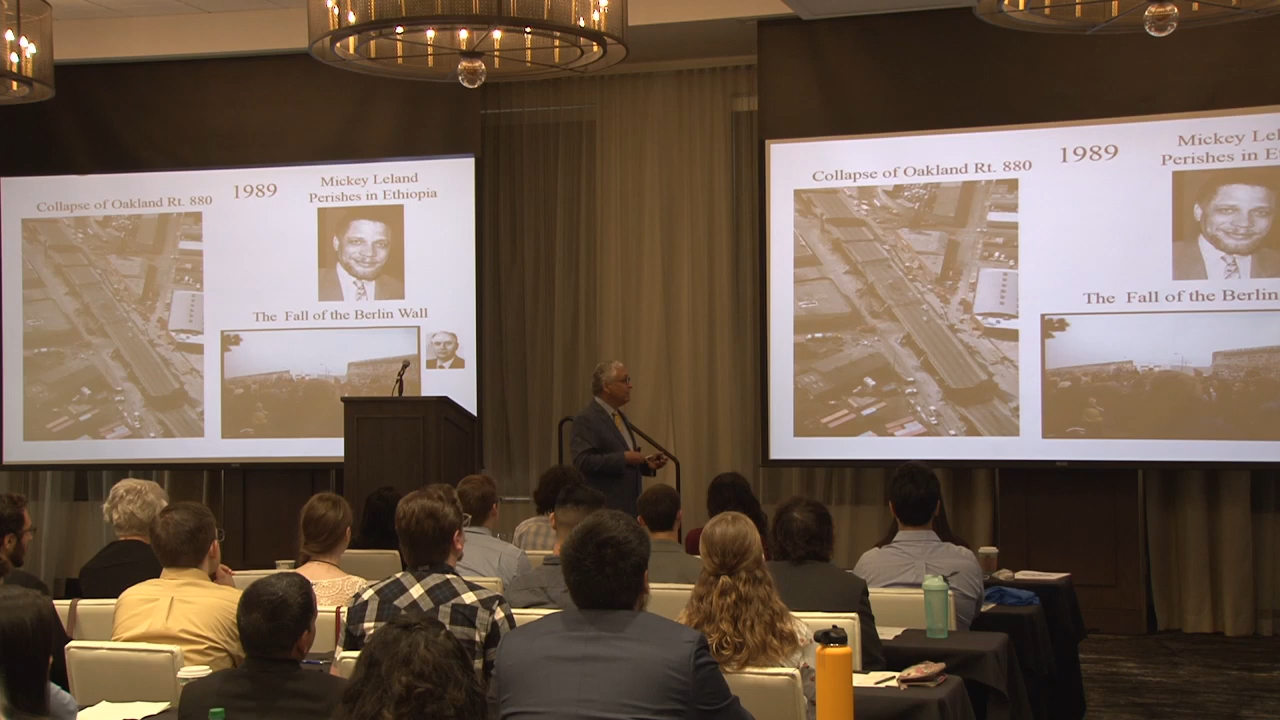 Collapse of Oakland Rt. 880
1989
Mickey Leland
Perishes in Ethiopia
The Fall of the Berlin Wall
Collapse of Oakland Rt. 880
1989
Mickey Lel
Perishes in E
The Fall of the Berlin